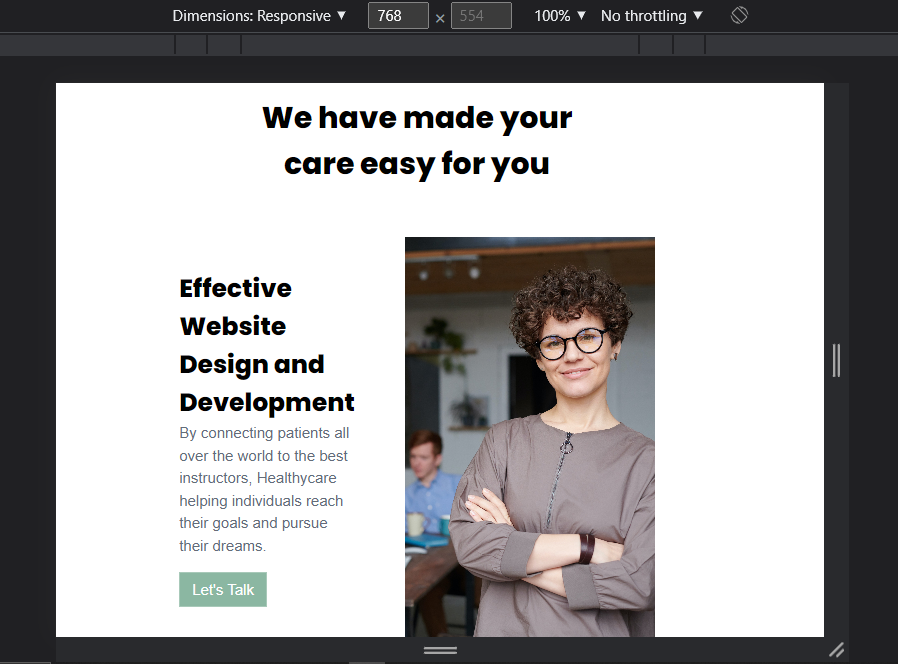 Dimensions: Responsive ▼ 768 × 554 100% ▼ No throttling ▼
We have made your
care easy for you
Effective
Website
Design and
Development
By connecting patients all
over the world to the best
instructors, Healthycare
helping individuals reach
their goals and pursue
their dreams.
Let's Talk